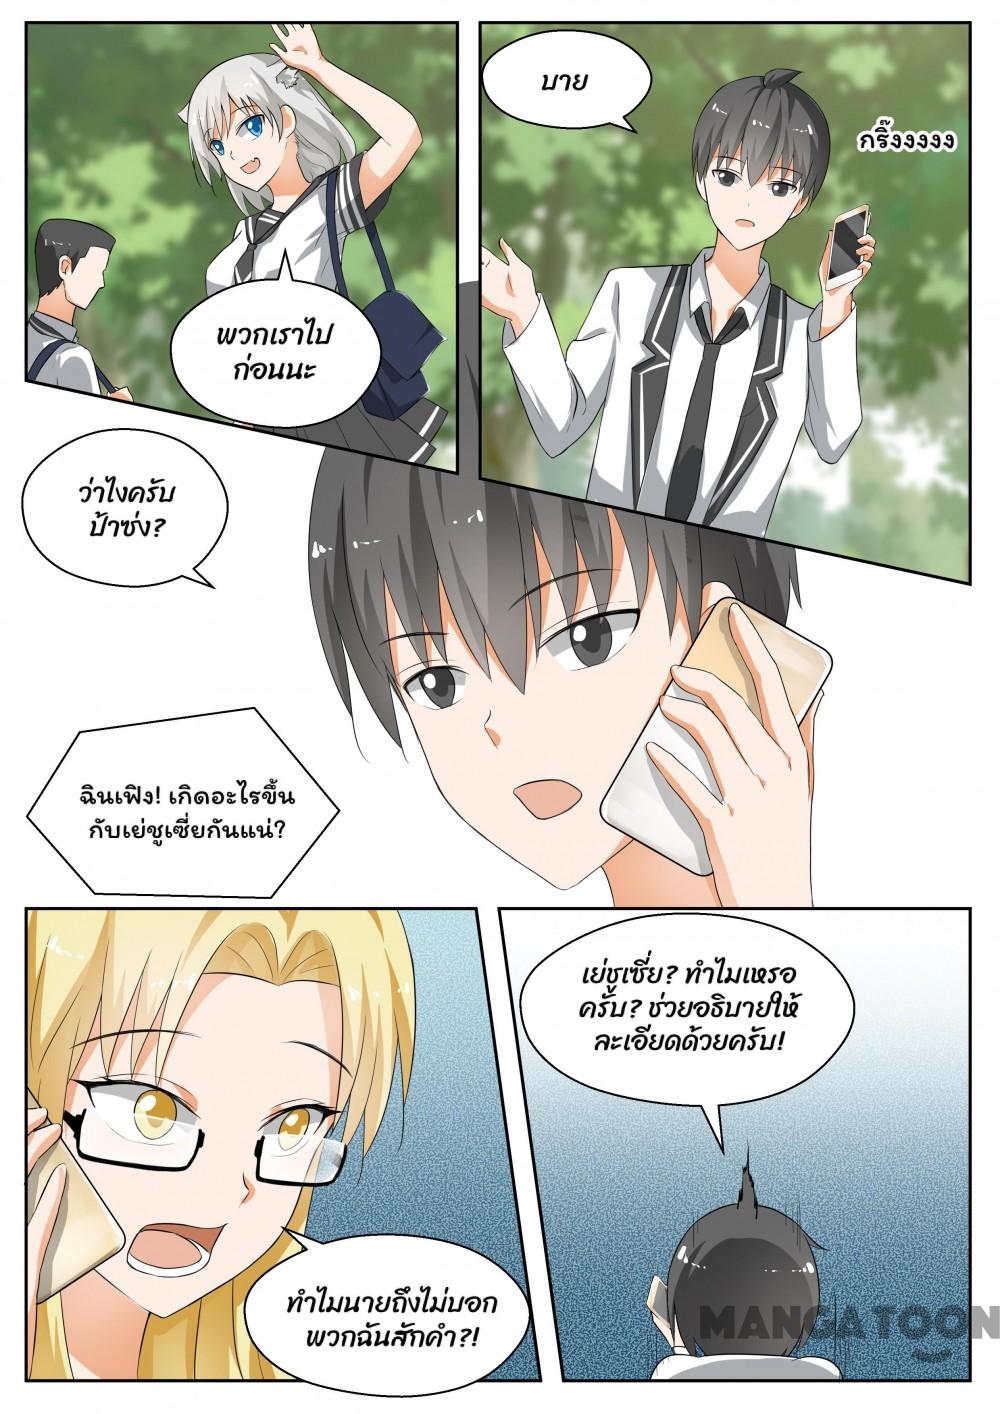 พวกเราไป
ก่อนนะ
บาย
กริ๊งงงงงง
ว่าไงครับ
ป้าซ่ง?
ฉินเฟิง! เกิดอะไรขึ้น
กับเย่ชูเซี่ยกันแน่?
ทำไมนายถึงไม่บอก
พวกฉันสักคำ?!
เย่ชูเซี่ย? ทำไมเหรอ
ครับ? ช่วยอธิบายให้
ละเอียดด้วยครับ!
MANGATOON